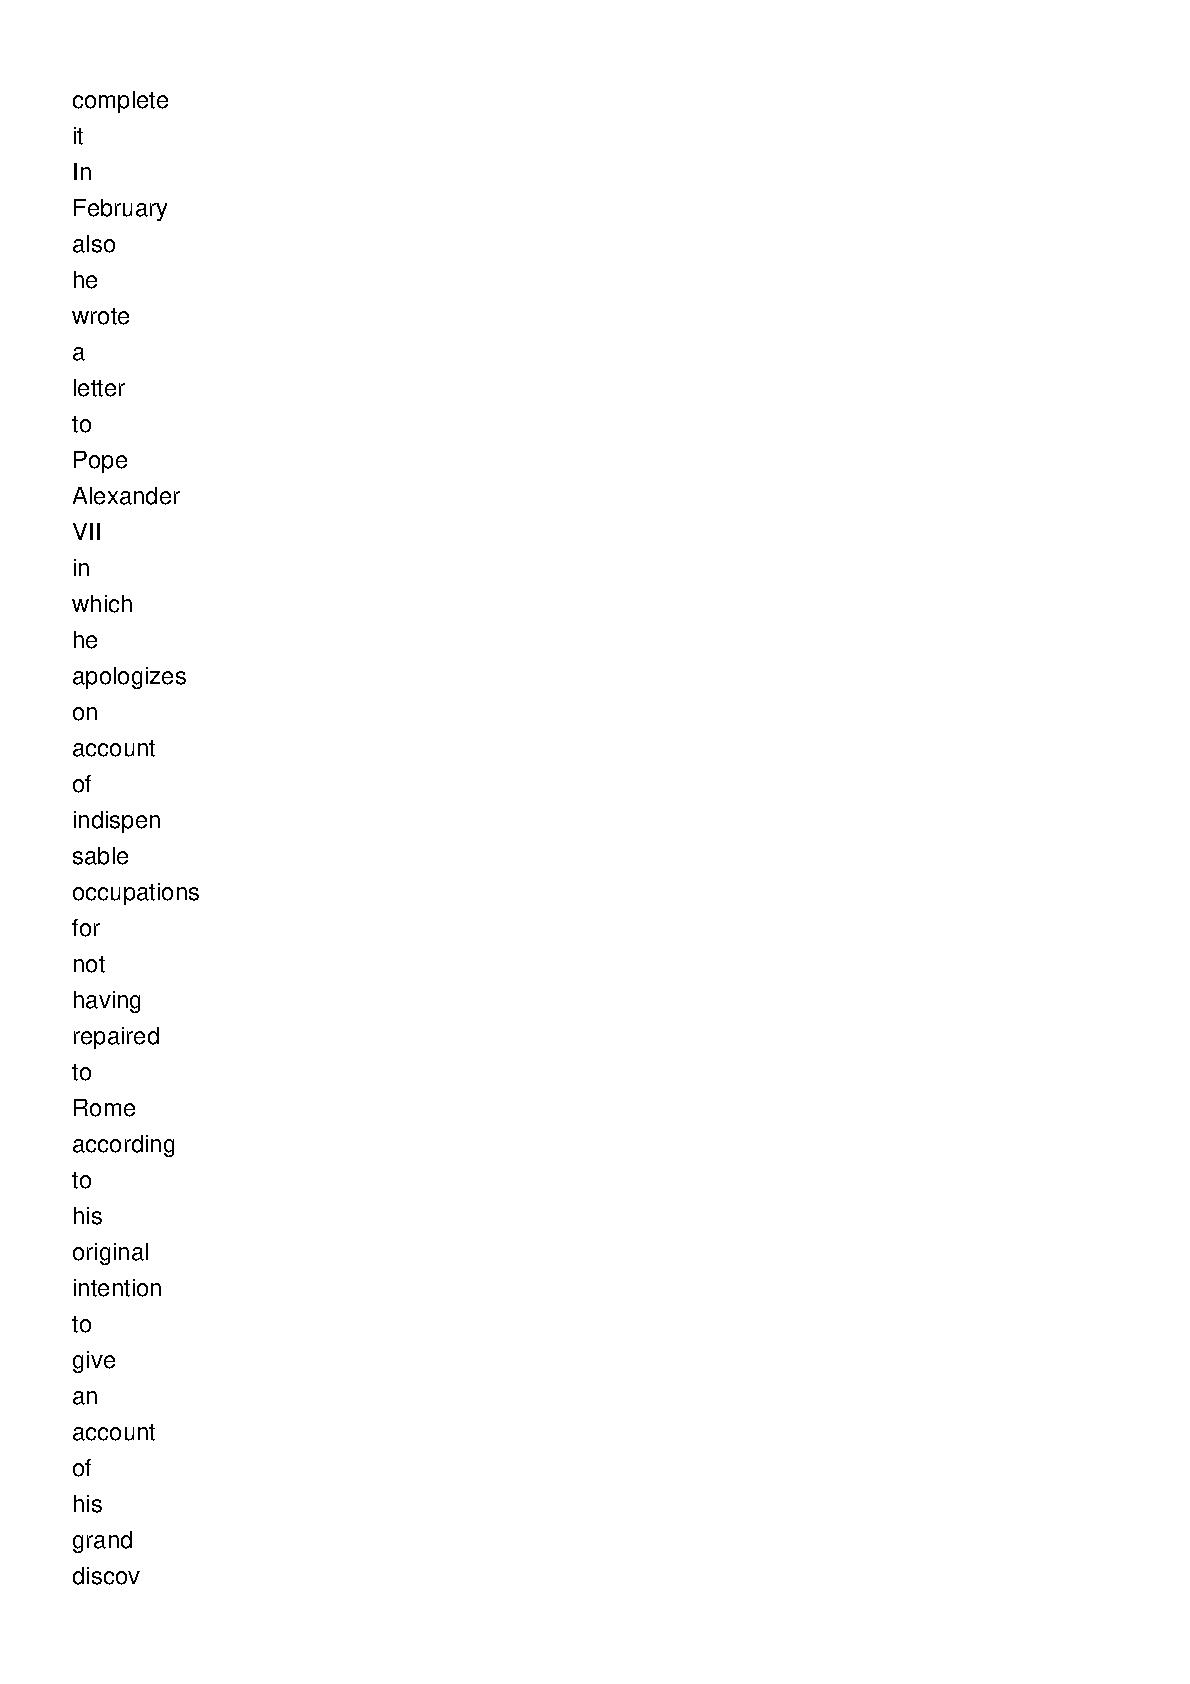 complete
it
In
February
also
he
wrote
a
letter
to
Pope
Alexander
VII
in
which
he
apologizes
on
account
of
indispen
sable
occupations
for
not
having
repaired
to
Rome
according
to
his
original
intention
to
give
an
account
of
his
grand
discov